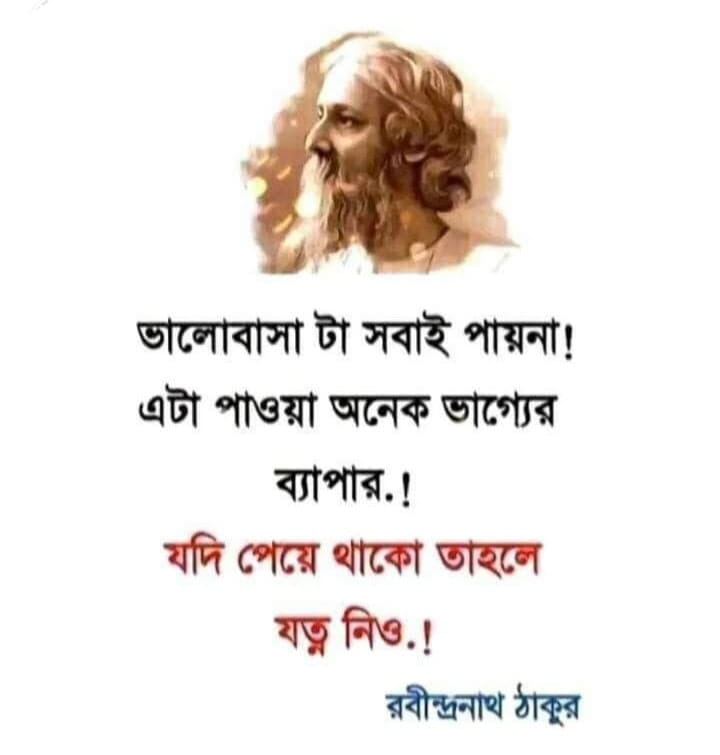 ভালোবাসা টা সবাই পায়না!
এটা পাওয়া অনেক ভাগ্যের
ব্যাপার.!
যদি পেয়ে থাকো তাহলে
যত্ন নিও.!
রবীন্দ্রনাথ ঠাকুর